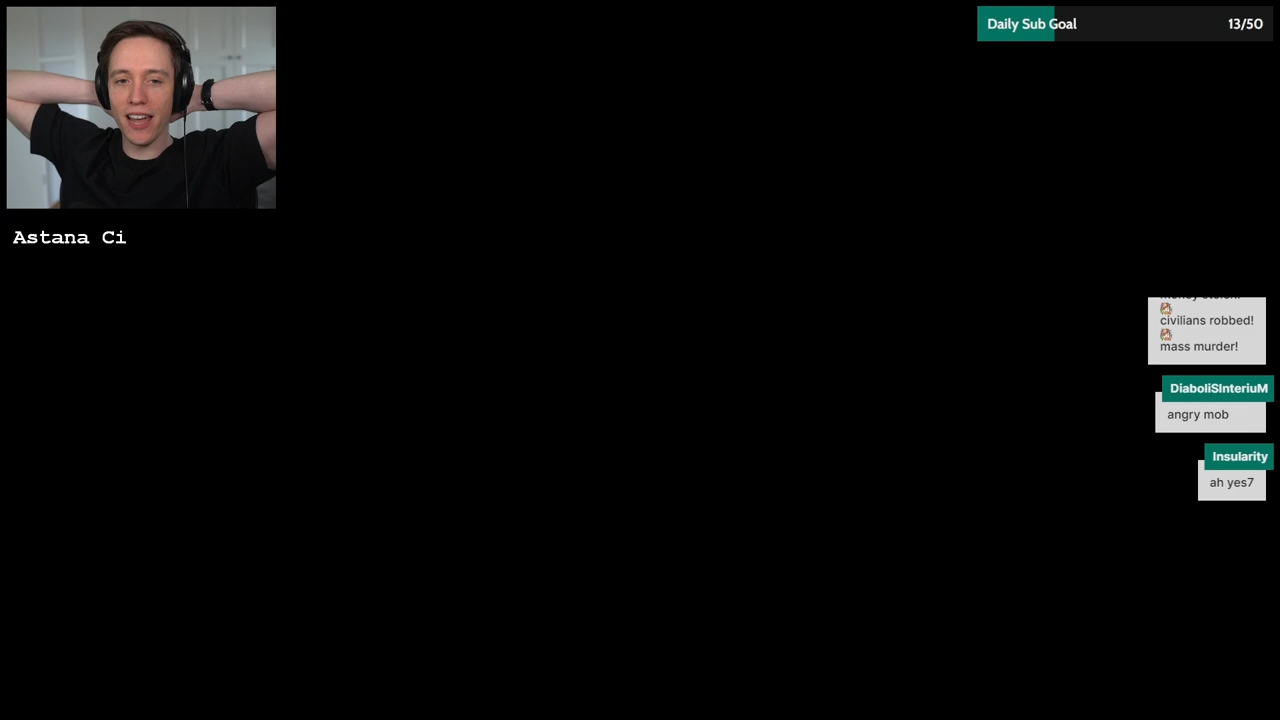 Daily Sub Goal 13/50
Astana Ci
civilians robbed!
mass murder!
DiaboliSInteriuM
angry mob
Insularity
ah yes7